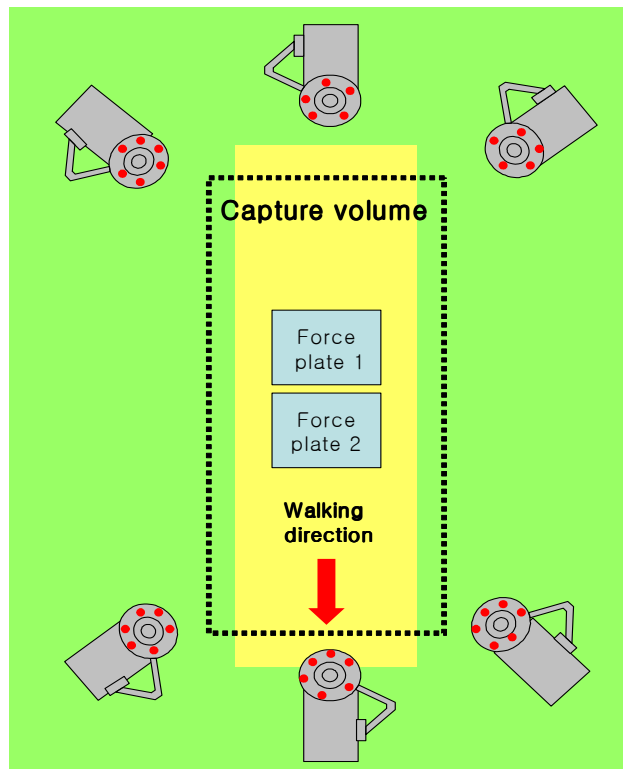 Capture volume
Force
plate 1
Force
plate 2
Walking
direction